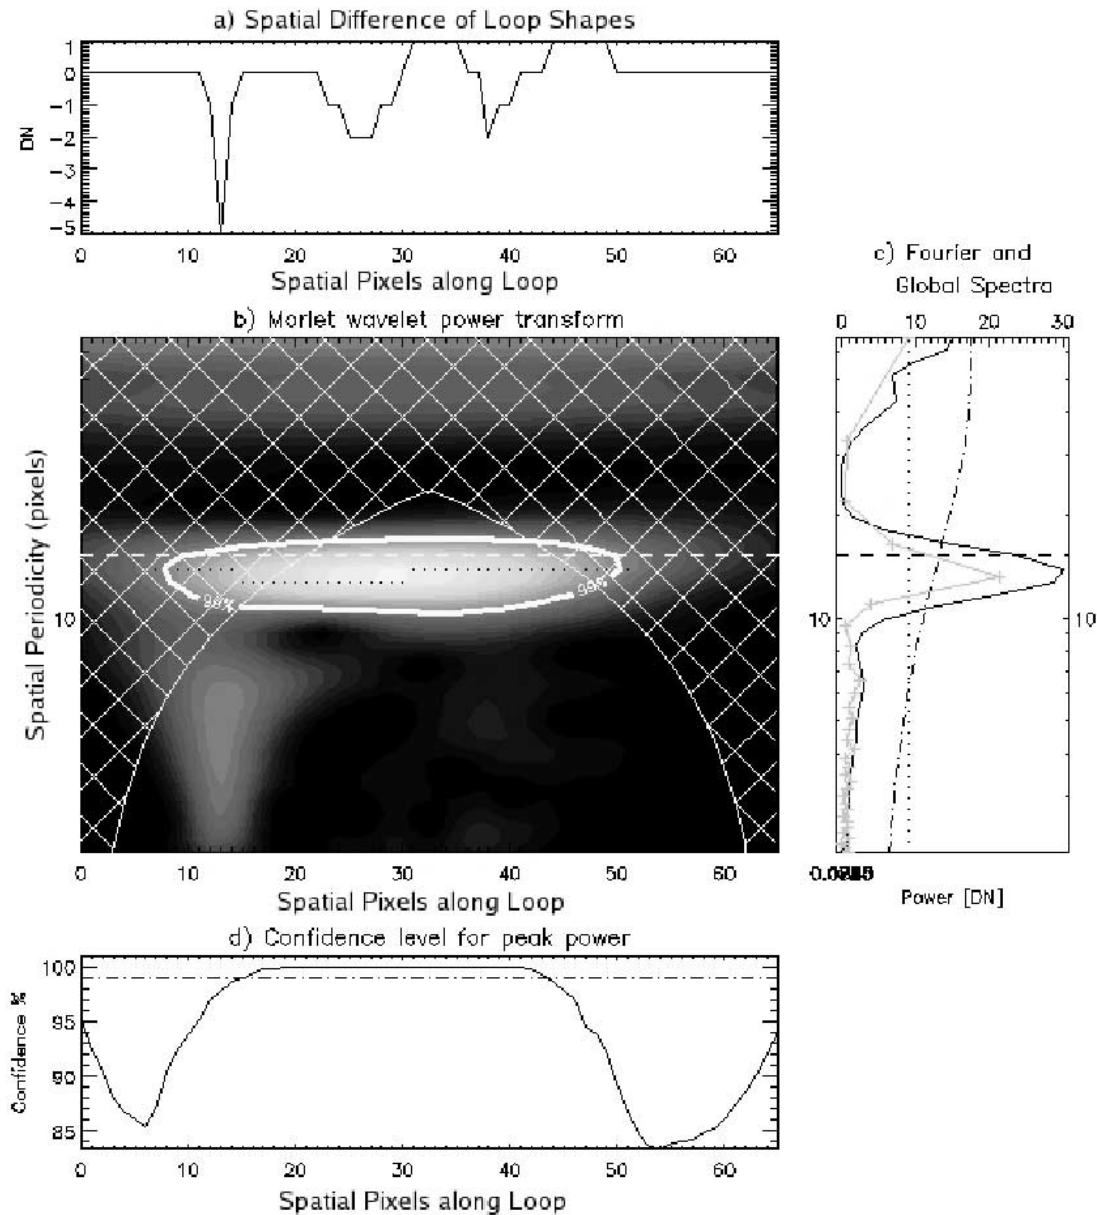 a) Spatial Difference of Loop Shapes
1
0
-1
-2
-3
-4
-5
DN
0 10 20 30 40 50 60
Spatial Pixels along Loop
c) Fourier and
Global Spectra
b) Morlet wavelet power transform
0 10 20 30
99%
99%
10
10 10
Spatial Periodicity (pixels)
0 10 20 30 40 50 60
Spatial Pixels along Loop
Power [DN]
d) Confidence level for peak power
100
95
90
85
Confidence %
0 10 20 30 40 50 60
Spatial Pixels along Loop